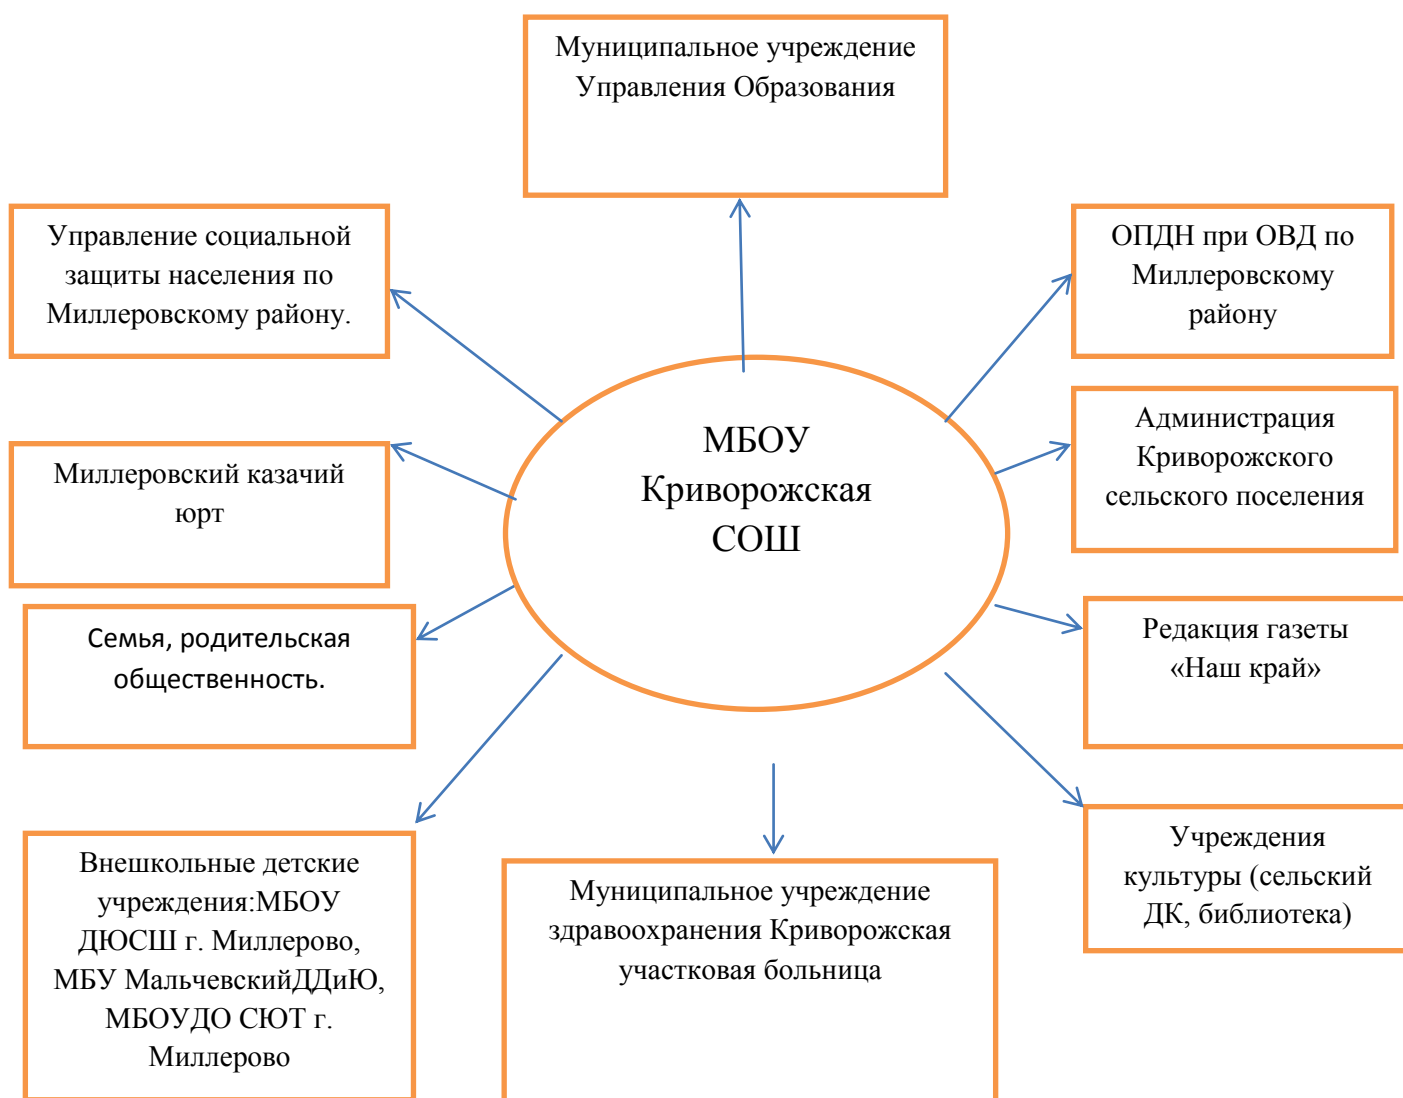 Муниципальное учреждение
Управления Образования
Управление социальной
защиты населения по
Миллеровскому району.
ОПДН при ОВД по
Миллеровскому
району
МБОУ
Криворожская
СОШ
Администрация
Криворожского
сельского поселения
Миллеровский казачий
юрт
Семья, родительская
общественность.
Редакция газеты
«Наш край»
Внешкольные детские
учреждения:МБОУ
ДЮСШ г. Миллерово,
МБУ МальчевскийДДиЮ,
МБОУДО СЮТ г.
Миллерово
Муниципальное учреждение
здравоохранения Криворожская
участковая больница
Учреждения
культуры (сельский
ДК, библиотека)